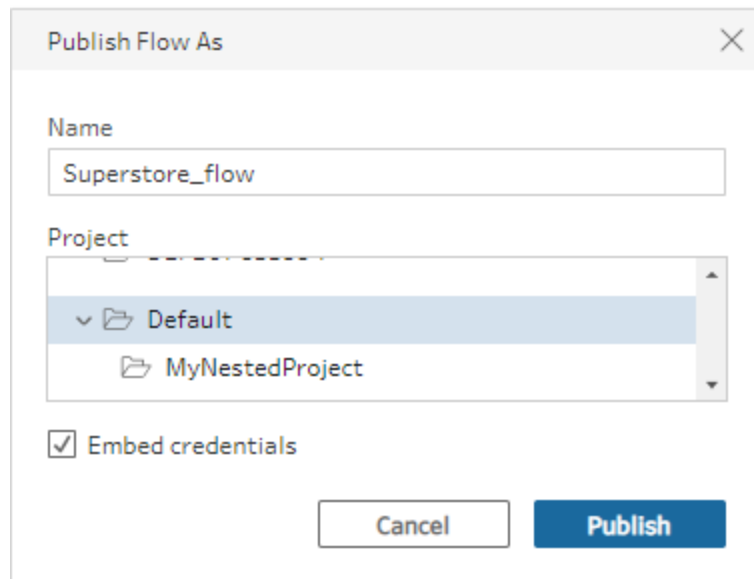 Publish Flow As
Name
Superstore_flow
Project
Default
MyNestedProject
Embed credentials
Cancel
Publish